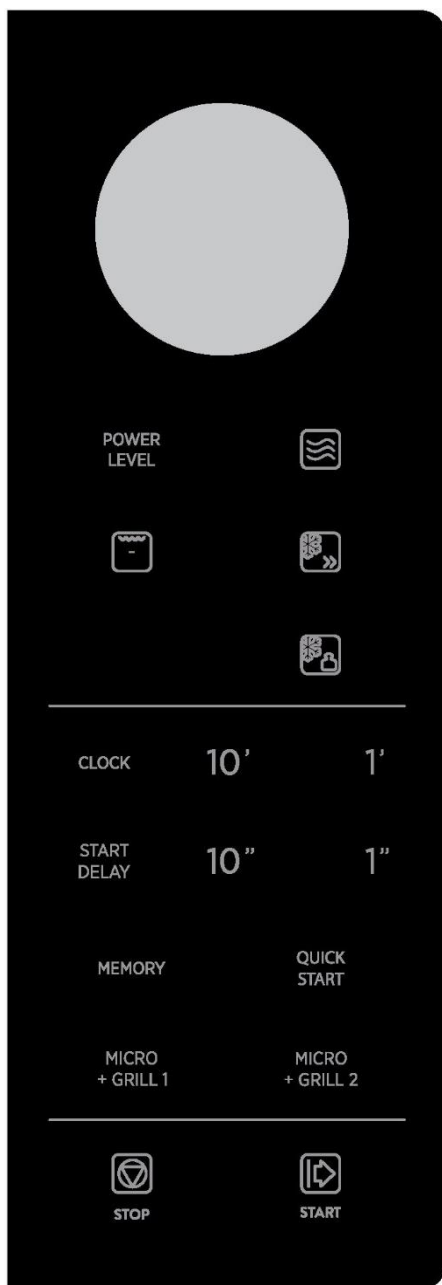 POWER
LEVEL
CLOCK 10’ 1’
START
DELAY
10” 1”
MEMORY
QUICK
START
MICRO
+ GRILL 1
MICRO
+ GRILL 2
STOP
START